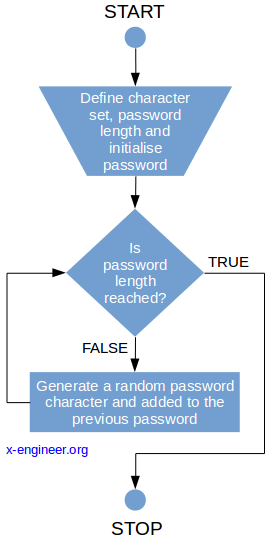 START
Define character
set, password
length and
initialise
password
Is
password
length
reached?
TRUE
FALSE
Generate a random password
character and added to the
previous password
x-engineer.org
STOP